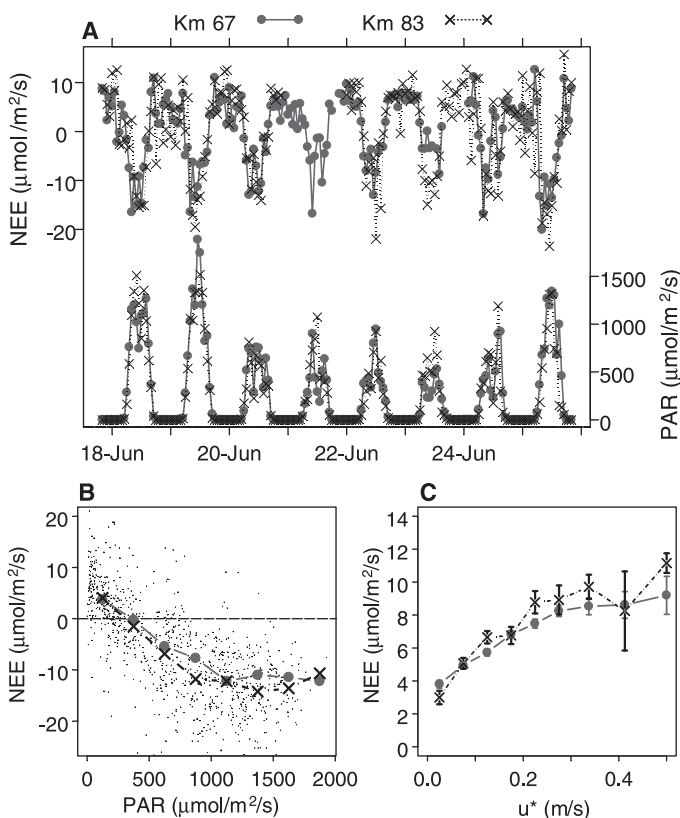 Km 67 Km 83
A
NEE (μmol/m²/s)
10
0
-10
-20
1500
1000
500
0
PAR (μmol/m²/s)
18-Jun 20-Jun 22-Jun 24-Jun
B
NEE (μmol/m²/s)
20
10
0
-10
-20
0 500 1000 1500 2000
PAR (μmol/m²/s)
C
NEE (μmol/m²/s)
14
12
10
8
6
4
2
0
0.0 0.2 0.4
u* (m/s)